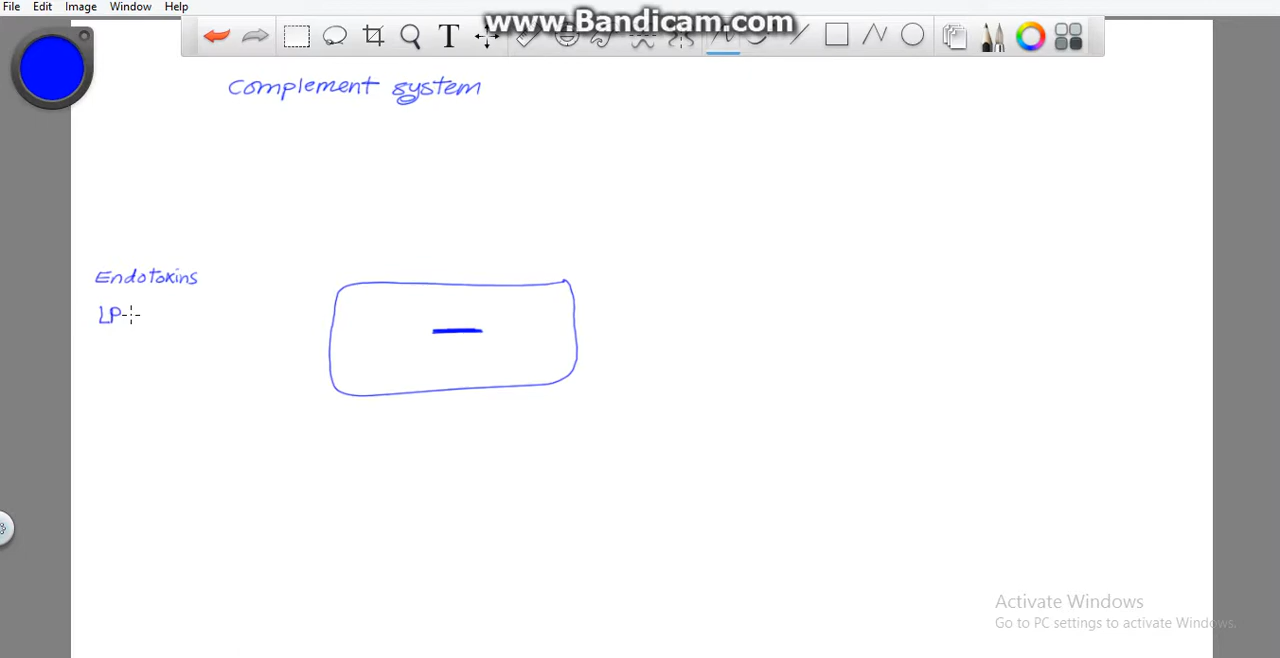 File Edit Image Window Help
www.Bandicam.com
T
Complement system
Endotoxins
LP
Activate Windows
Go to PC settings to activate Windows.